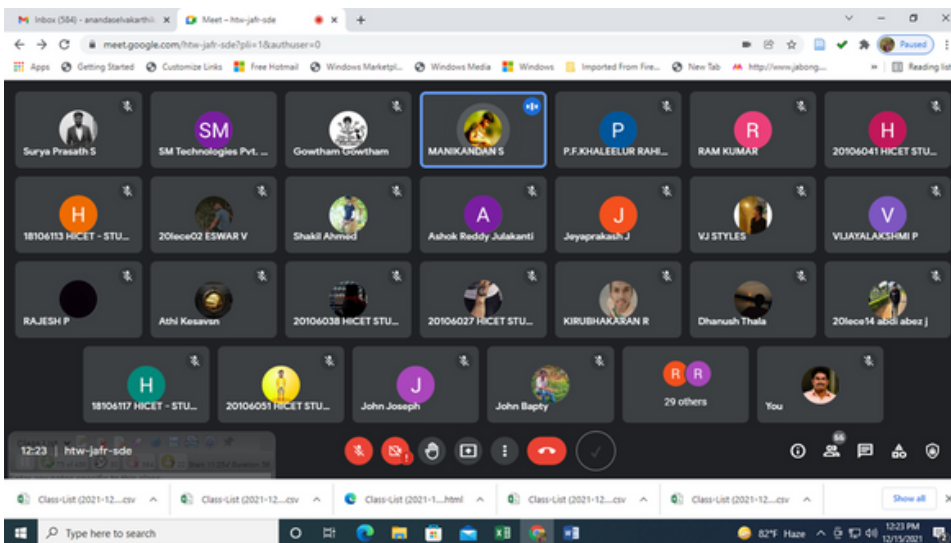 Inbox (584) - anandaselvakarthi
Meet – htw-jafr-sde
meet.google.com/htw-jafr-sde?pli=1&authuser=0
Paused
Apps Getting Started Customize Links Free Hotmail Windows Marketpl... Windows Media Windows Imported From Fire... New Tab http://www.jabong... Reading list
Surya Prasath S
SM
SM Technologies Pvt. ...
Gowtham Gowtham
MANIKANDAN S
P
P.F.KHALEELUR RAHI...
R
RAM KUMAR
H
20106041 HICET STU...
H
18106113 HICET - STU...
20lece02 ESWAR V
Shakil Ahmed
A
Ashok Reddy Julakanti
J
Jeyaprakash J
VJ STYLES
V
VIJAYALAKSHMI P
RAJESH P
Athi Kesavsn
20106038 HICET STU...
20106027 HICET STU...
KIRUBHAKARAN R
Dhanush Thala
20lece14 abdi abez j
H
18106117 HICET - STU...
20106051 HICET STU...
J
John Joseph
John Bapty
R R
29 others
You
12:23 | htw-jafr-sde
Class-List (2021-12....csv
Class-List (2021-12....csv
Class-List (2021-1....html
Class-List (2021-12....csv
Class-List (2021-12....csv
Show all
Type here to search
82°F Haze
12:23 PM
12/15/2021